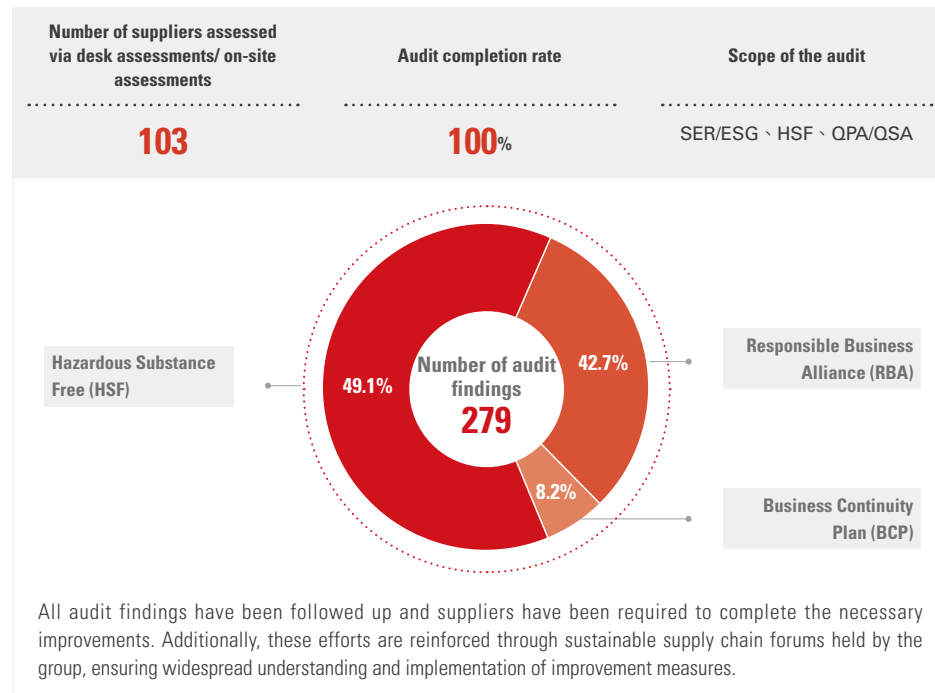 Number of suppliers assessed
via desk assessments/ on-site
assessments
103
Audit completion rate
100%
Scope of the audit
SER/ESG、HSF、QPA/QSA
Hazardous Substance
Free (HSF)
49.1%
Number of audit
findings
279
42.7%
Responsible Business
Alliance (RBA)
8.2%
Business Continuity
Plan (BCP)
All audit findings have been followed up and suppliers have been required to complete the necessary
improvements. Additionally, these efforts are reinforced through sustainable supply chain forums held by the
group, ensuring widespread understanding and implementation of improvement measures.